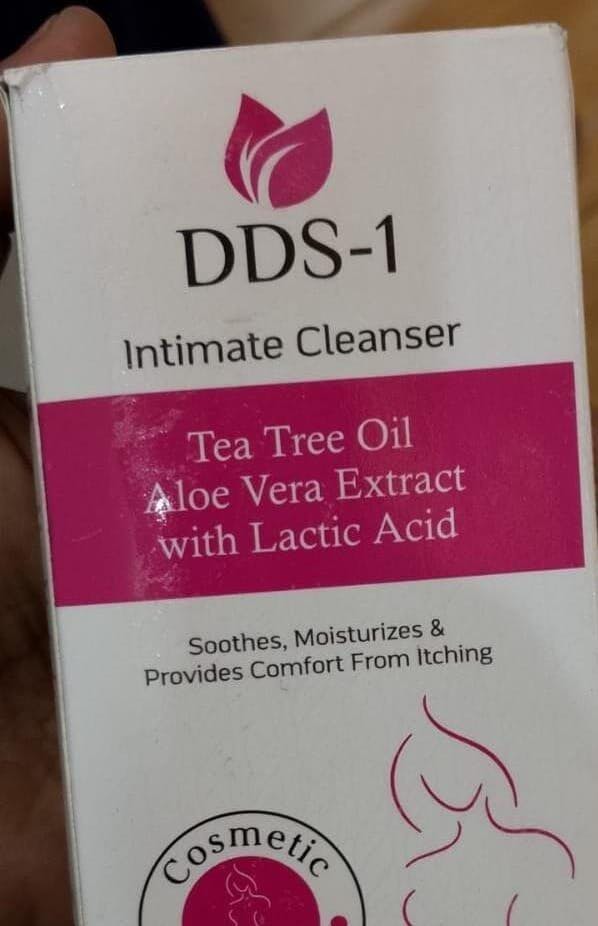 DDS-1
Intimate Cleanser
Tea Tree Oil
Aloe Vera Extract
with Lactic Acid
Soothes, Moisturizes &
Provides Comfort From Itching
Cosmetic